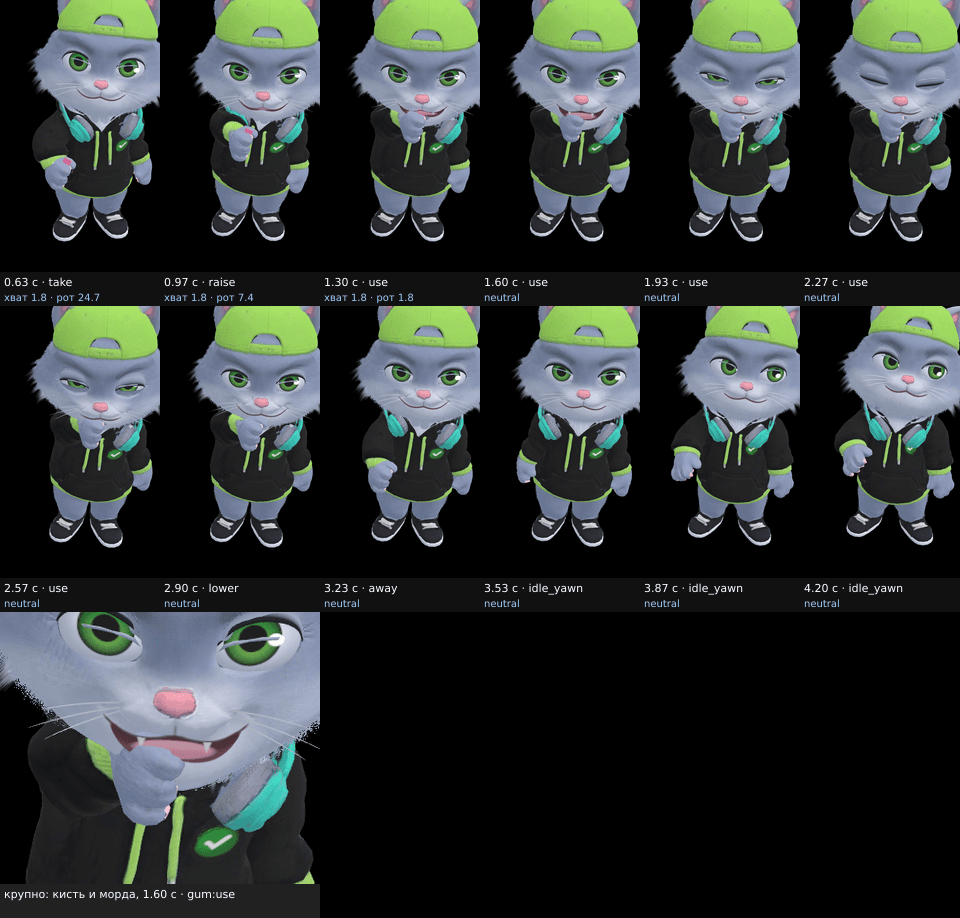 0.63 с · take
хват 1.8 · рот 24.7
0.97 с · raise
хват 1.8 · рот 7.4
1.30 с · use
хват 1.8 · рот 1.8
1.60 с · use
neutral
1.93 с · use
neutral
2.27 с · use
neutral
2.57 с · use
neutral
2.90 с · lower
neutral
3.23 с · away
neutral
3.53 с · idle_yawn
neutral
3.87 с · idle_yawn
neutral
4.20 с · idle_yawn
neutral
крупно: кисть и морда, 1.60 с · gum:use